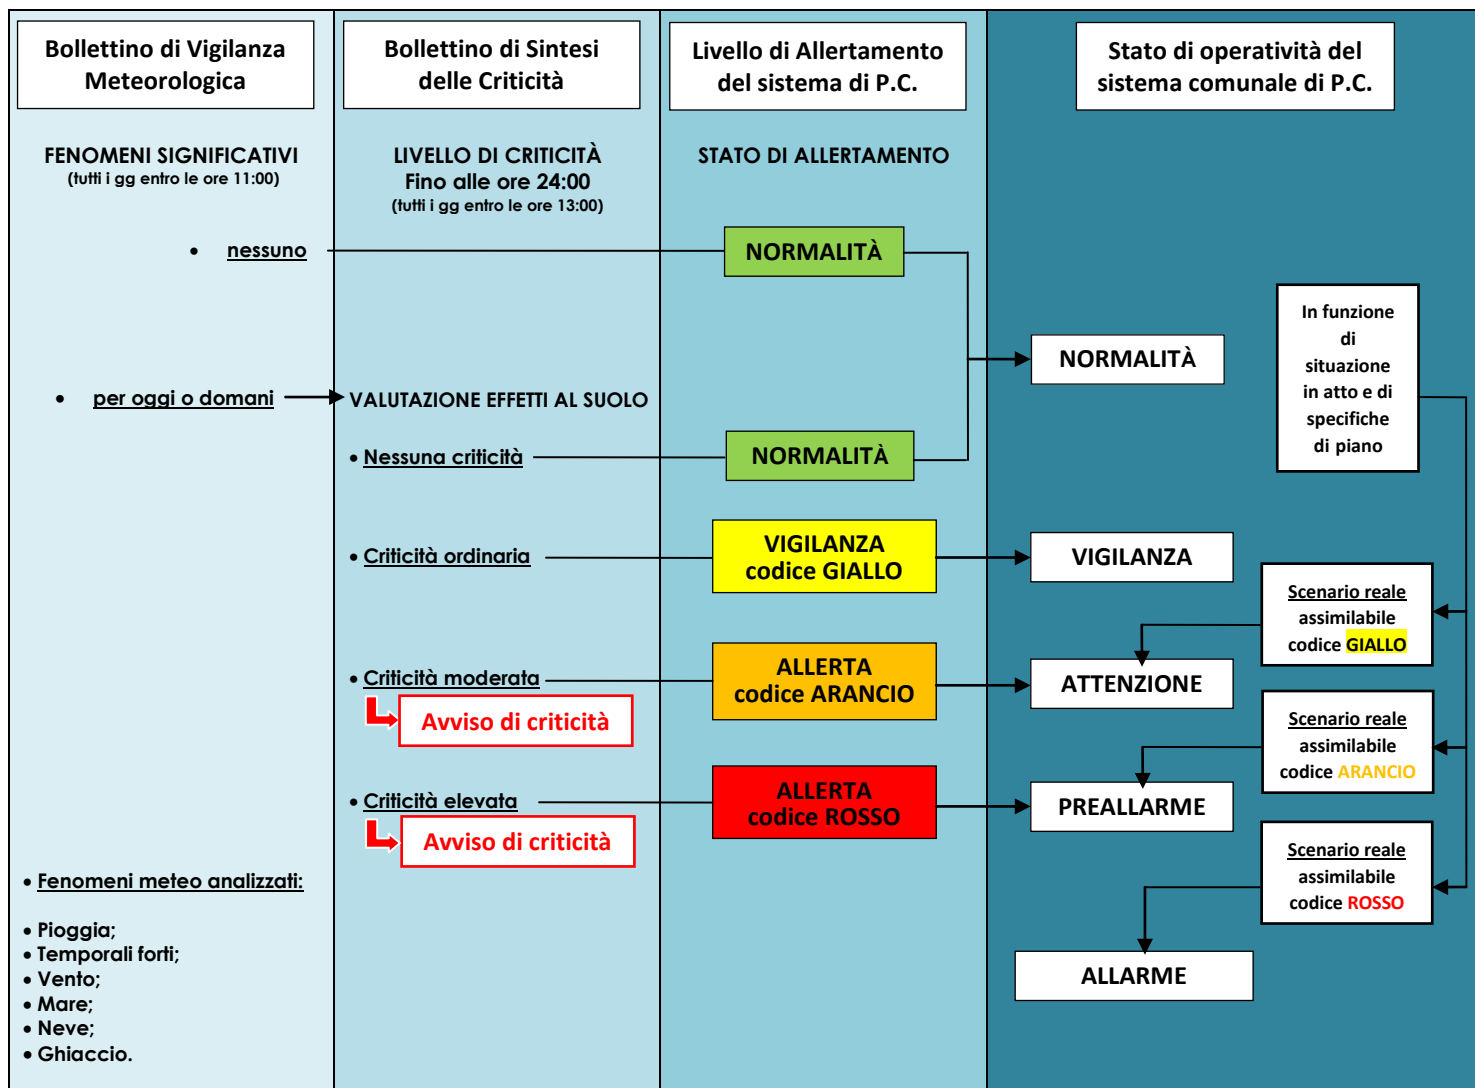 Bollettino di Vigilanza
Meteorologica
Bollettino di Sintesi
delle Criticità
Livello di Allertamento
del sistema di P.C.
Stato di operatività del
sistema comunale di P.C.
FENOMENI SIGNIFICATIVI
(tutti i gg entro le ore 11:00)
LIVELLO DI CRITICITÀ
Fino alle ore 24:00
(tutti i gg entro le ore 13:00)
STATO DI ALLERTAMENTO
• nessuno
NORMALITÀ
In funzione
di
situazione
in atto e di
specifiche
di piano
NORMALITÀ
• per oggi o domani
VALUTAZIONE EFFETTI AL SUOLO
• Nessuna criticità
NORMALITÀ
• Criticità ordinaria
VIGILANZA
codice GIALLO
VIGILANZA
Scenario reale
assimilabile
codice GIALLO
• Criticità moderata
Avviso di criticità
ALLERTA
codice ARANCIO
ATTENZIONE
Scenario reale
assimilabile
codice ARANCIO
• Criticità elevata
Avviso di criticità
ALLERTA
codice ROSSO
PREALLARME
Scenario reale
assimilabile
codice ROSSO
ALLARME
• Fenomeni meteo analizzati:
• Pioggia;
• Temporali forti;
• Vento;
• Mare;
• Neve;
• Ghiaccio.